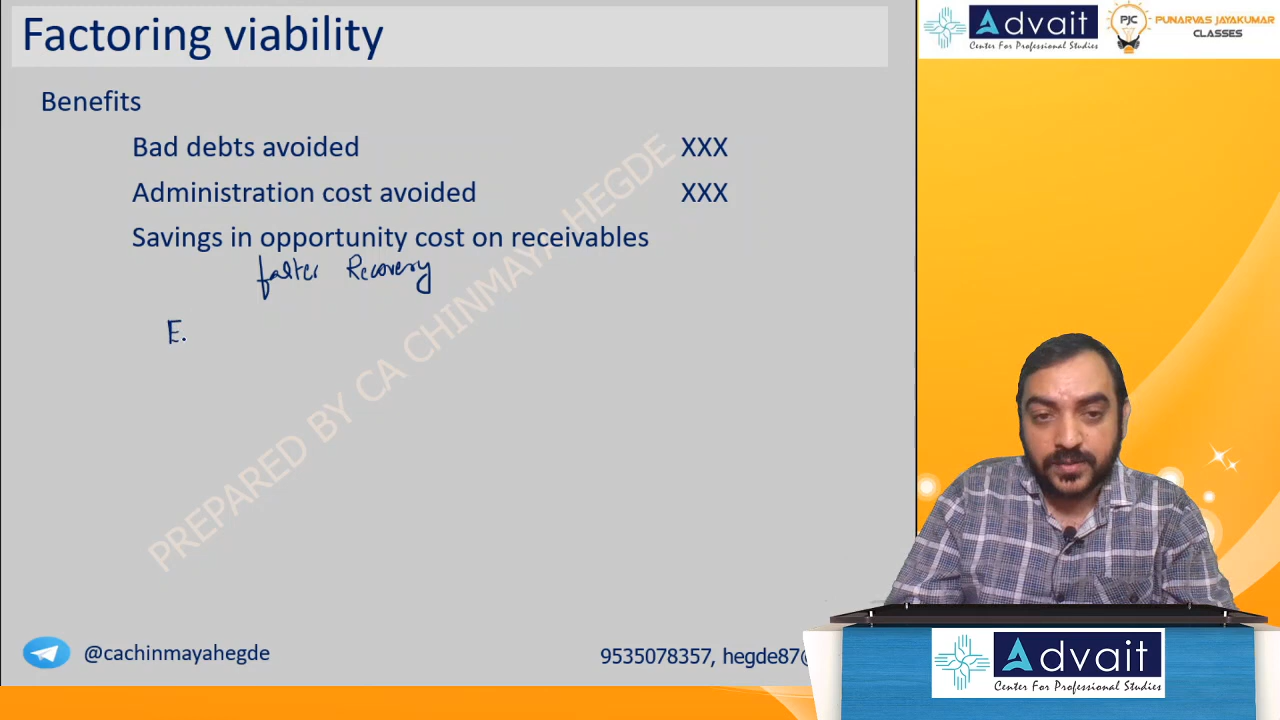 Factoring viability
Advait
Center For Professional Studies
PJC
PUNARVAS JAYAKUMAR
CLASSES
Benefits
Bad debts avoided XXX
Administration cost avoided XXX
Savings in opportunity cost on receivables
faster Recovery
E.
PREPARED BY CA CHINMAYA HEGDE
@cachinmayahegde
9535078357, hegde87@
Advait
Center For Professional Studies